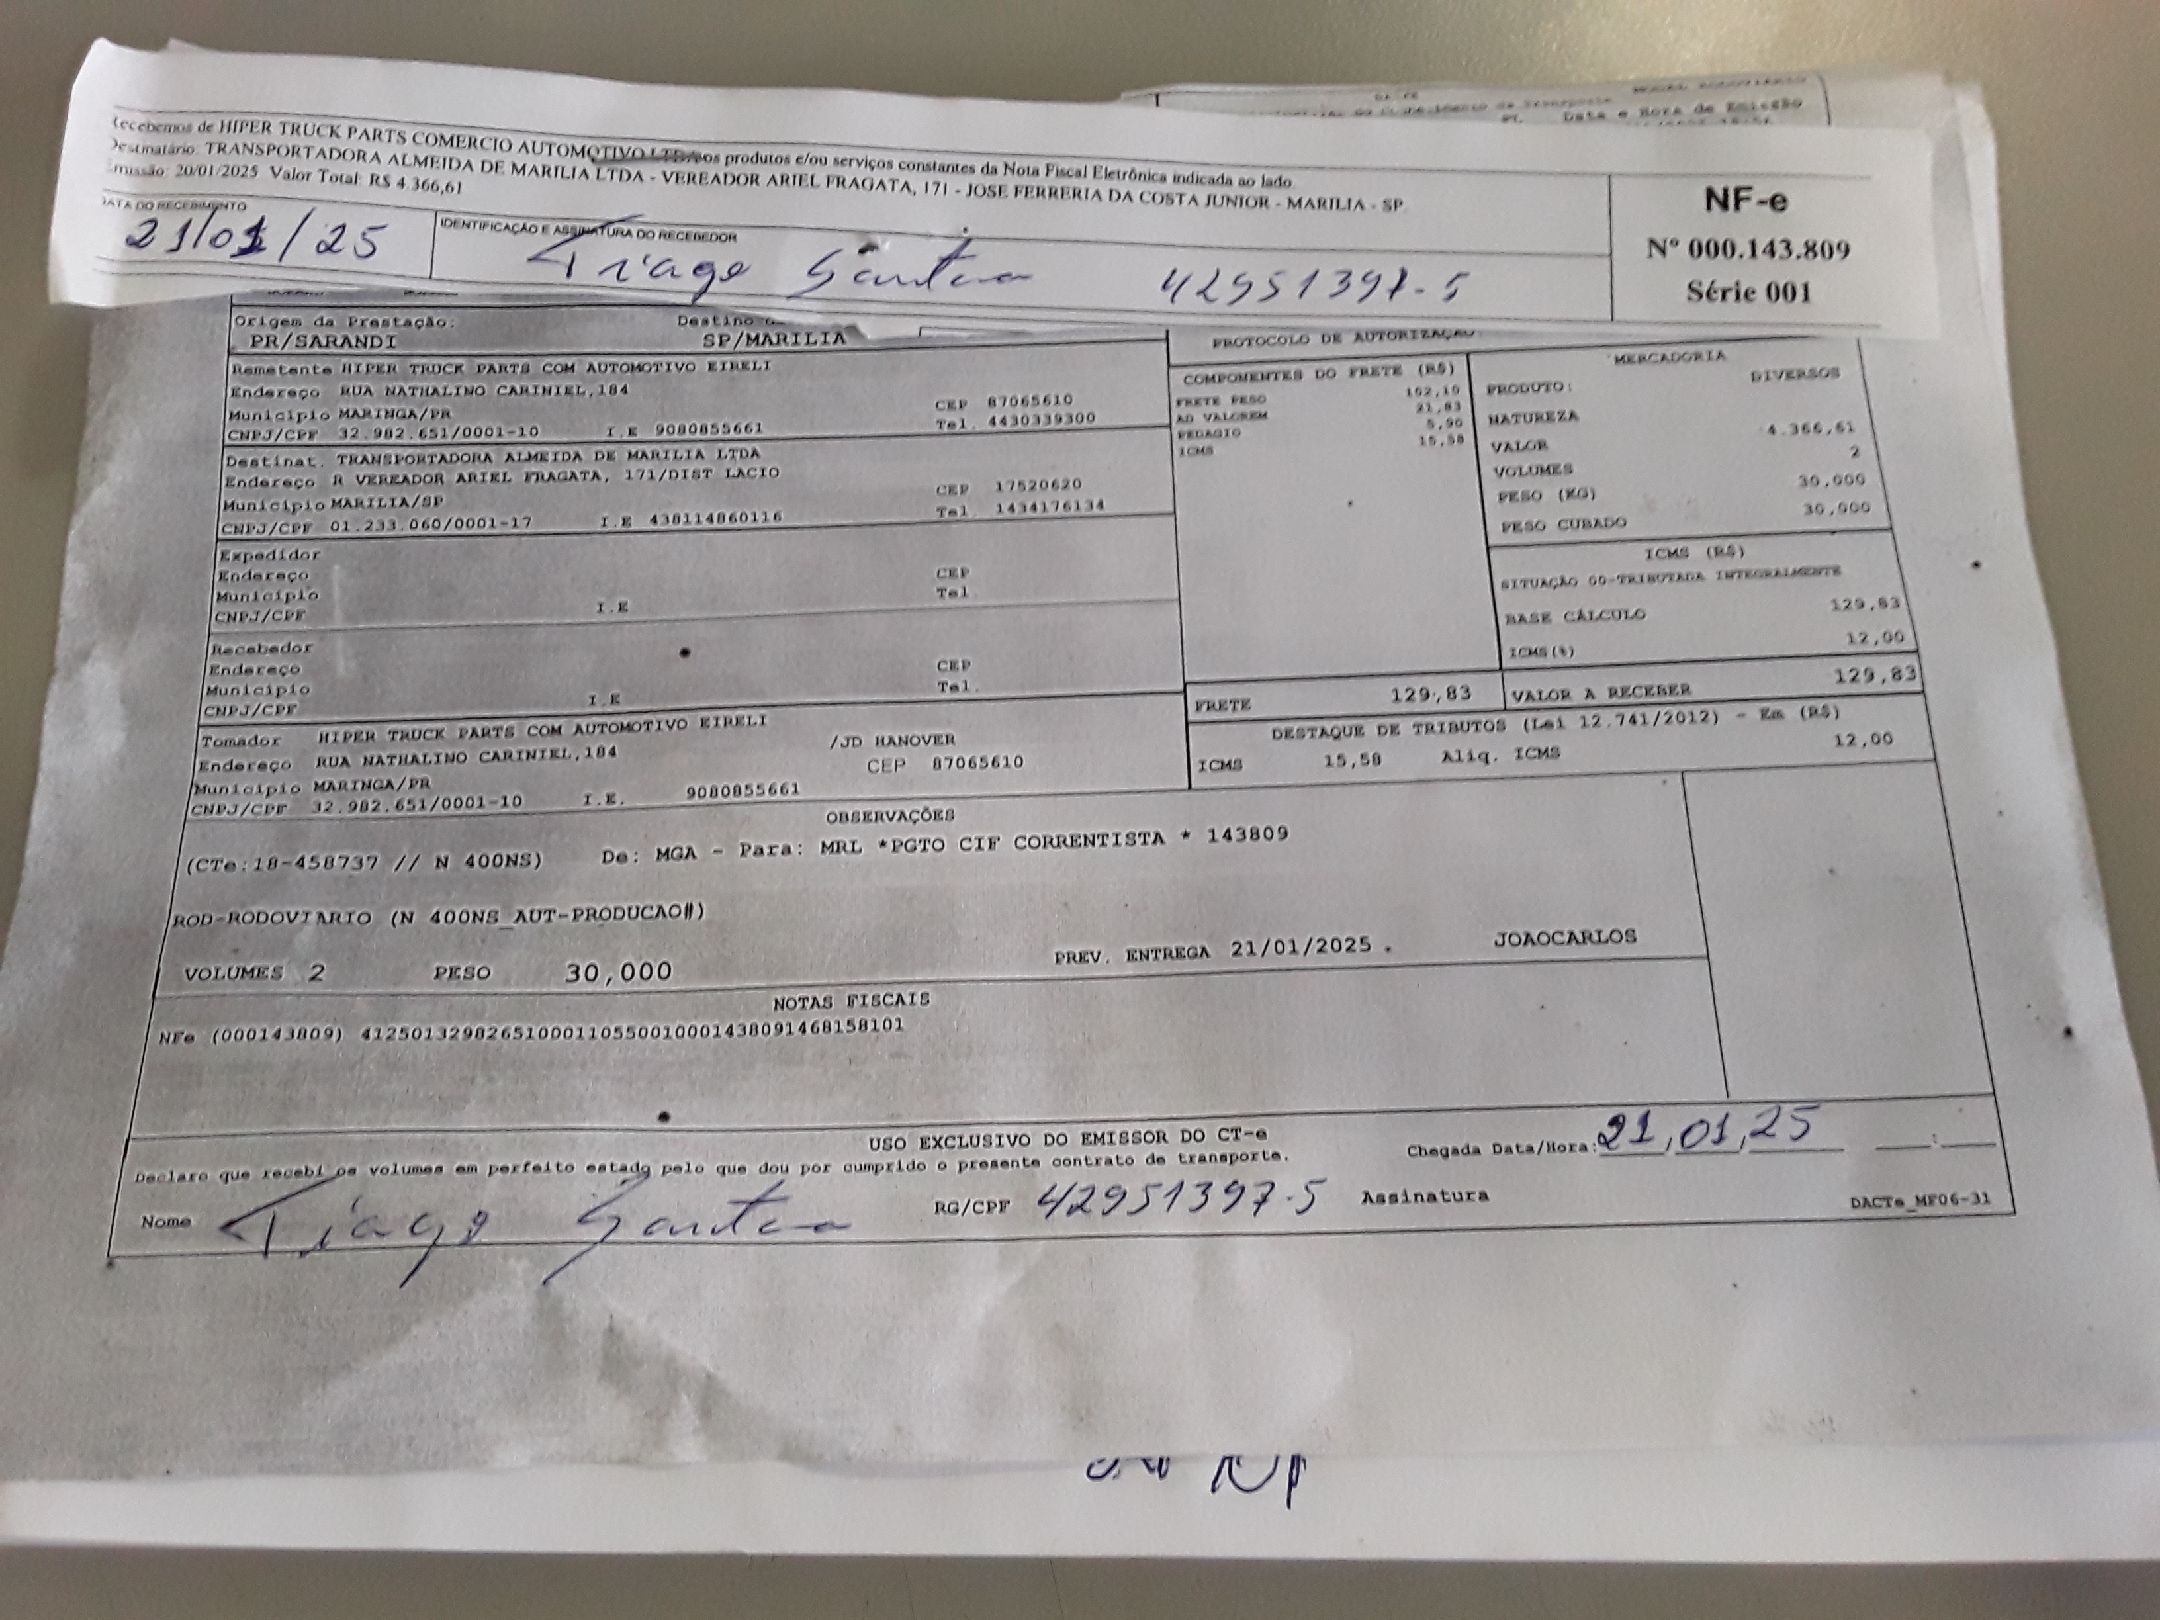 Recebemos de HIPER TRUCK PARTS COMERCIO AUTOMOTIVO LTDA os produtos e/ou serviços constantes da Nota Fiscal Eletrônica indicada ao lado.
Destinatário: TRANSPORTADORA ALMEIDA DE MARILIA LTDA - VEREADOR ARIEL FRAGATA, 171 - JOSE FERRERIA DA COSTA JUNIOR - MARILIA - SP.
Emissão: 20/01/2025 Valor Total: R$ 4.366,61
DATA DO RECEBIMENTO
21/01/25
IDENTIFICAÇÃO E ASSINATURA DO RECEBEDOR
Tiago Santos 42951397-5
NF-e
Nº 000.143.809
Série 001
Data e Hora de Emissão
Origem da Prestação: Destino
PR/SARANDI SP/MARILIA
Remetente HIPER TRUCK PARTS COM AUTOMOTIVO EIRELI
Endereço RUA NATHALINO CARINIEL,184
Município MARINGA/PR CEP 87065610
CNPJ/CPF 32.982.651/0001-10 I.E 9080855661 Tel. 4430339300
Destinat. TRANSPORTADORA ALMEIDA DE MARILIA LTDA
Endereço R VEREADOR ARIEL FRAGATA, 171/DIST LACIO
Município MARILIA/SP CEP 17520620
CNPJ/CPF 01.233.060/0001-17 I.E 438114860116 Tel 1434176134
Expedidor
Endereço
Município CEP
CNPJ/CPF I.E Tel
Recebedor
Endereço
Município CEP
CNPJ/CPF I.E Tel.
Tomador HIPER TRUCK PARTS COM AUTOMOTIVO EIRELI
Endereço RUA NATHALINO CARINIEL,184 /JD HANOVER
Município MARINGA/PR CEP 87065610
CNPJ/CPF 32.982.651/0001-10 I.E. 9080855661
PROTOCOLO DE AUTORIZAÇÃO:
COMPONENTES DO FRETE (R$)
FRETE PESO 102,10
AD VALOREM 21,83
PEDAGIO 5,90
ICMS 15,58
MERCADORIA
PRODUTO: DIVERSOS
NATUREZA
VALOR 4.366,61
VOLUMES 2
PESO (KG) 30,000
PESO CUBADO 30,000
ICMS (R$)
SITUAÇÃO 00-TRIBUTADA INTEGRALMENTE
BASE CÁLCULO 129,83
ICMS(%) 12,00
FRETE 129,83 VALOR A RECEBER 129,83
DESTAQUE DE TRIBUTOS (Lei 12.741/2012) - Em (R$)
ICMS 15,58 Aliq. ICMS 12,00
OBSERVAÇÕES
(CTe:18-458737 // N 400NS) De: MGA - Para: MRL *PGTO CIF CORRENTISTA * 143809
ROD-RODOVIARIO (N 400NS_AUT-PRODUCAO#)
VOLUMES 2 PESO 30,000 PREV. ENTREGA 21/01/2025 . JOAOCARLOS
NOTAS FISCAIS
NFe (000143809) 41250132982651000110550010001438091468158101
USO EXCLUSIVO DO EMISSOR DO CT-e
Declaro que recebi os volumes em perfeito estado pelo que dou por cumprido o presente contrato de transporte.
Chegada Data/Hora: 21,01,25 :
Nome Tiago Santos RG/CPF 42951397-5 Assinatura
DACTe_MF06-31